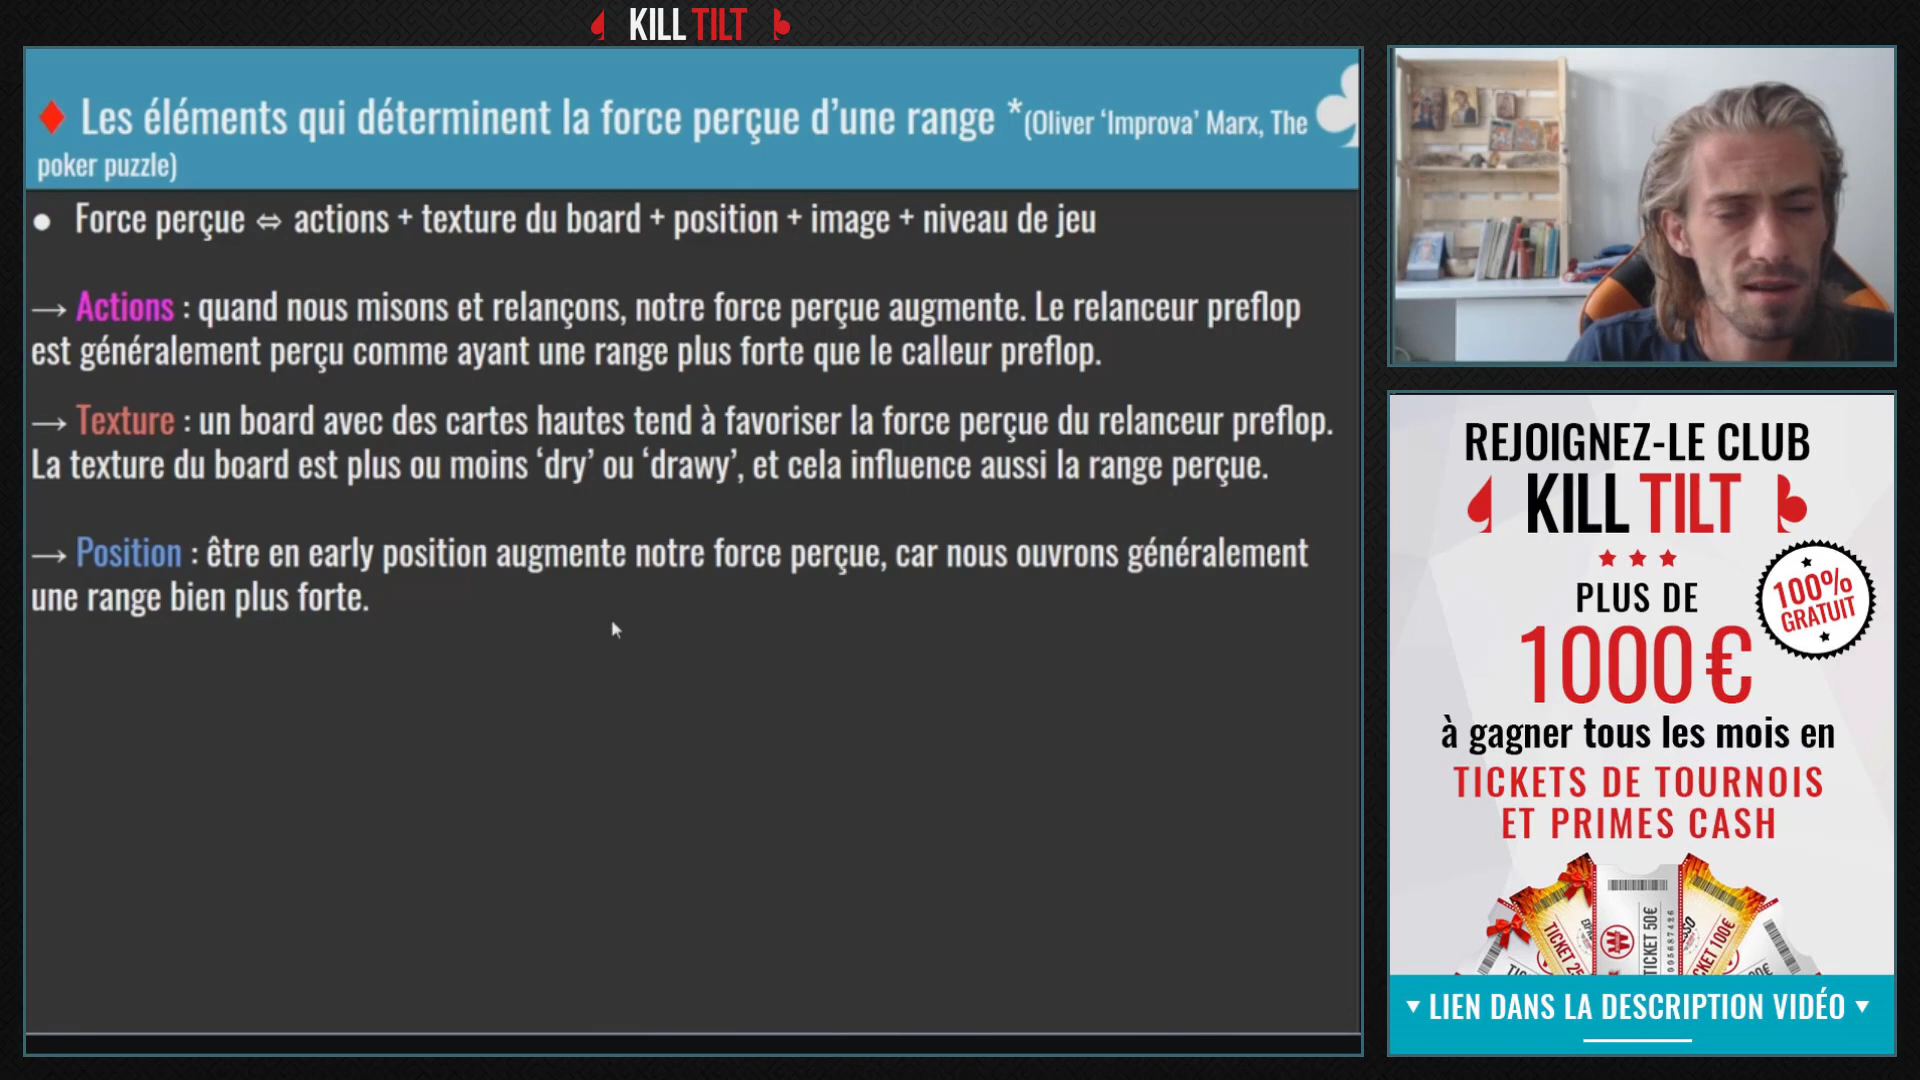 KILL TILT
Les éléments qui déterminent la force perçue d’une range *(Oliver ‘Improva’ Marx, The
poker puzzle)
● Force perçue ⇔ actions + texture du board + position + image + niveau de jeu
→ Actions : quand nous misons et relançons, notre force perçue augmente. Le relanceur preflop
est généralement perçu comme ayant une range plus forte que le calleur preflop.
→ Texture : un board avec des cartes hautes tend à favoriser la force perçue du relanceur preflop.
La texture du board est plus ou moins ‘dry’ ou ‘drawy’, et cela influence aussi la range perçue.
→ Position : être en early position augmente notre force perçue, car nous ouvrons généralement
une range bien plus forte.
REJOIGNEZ-LE CLUB
KILL TILT
PLUS DE
100%
GRATUIT
1000 €
à gagner tous les mois en
TICKETS DE TOURNOIS
ET PRIMES CASH
TICKET 50€
TICKET 100€
LIEN DANS LA DESCRIPTION VIDÉO